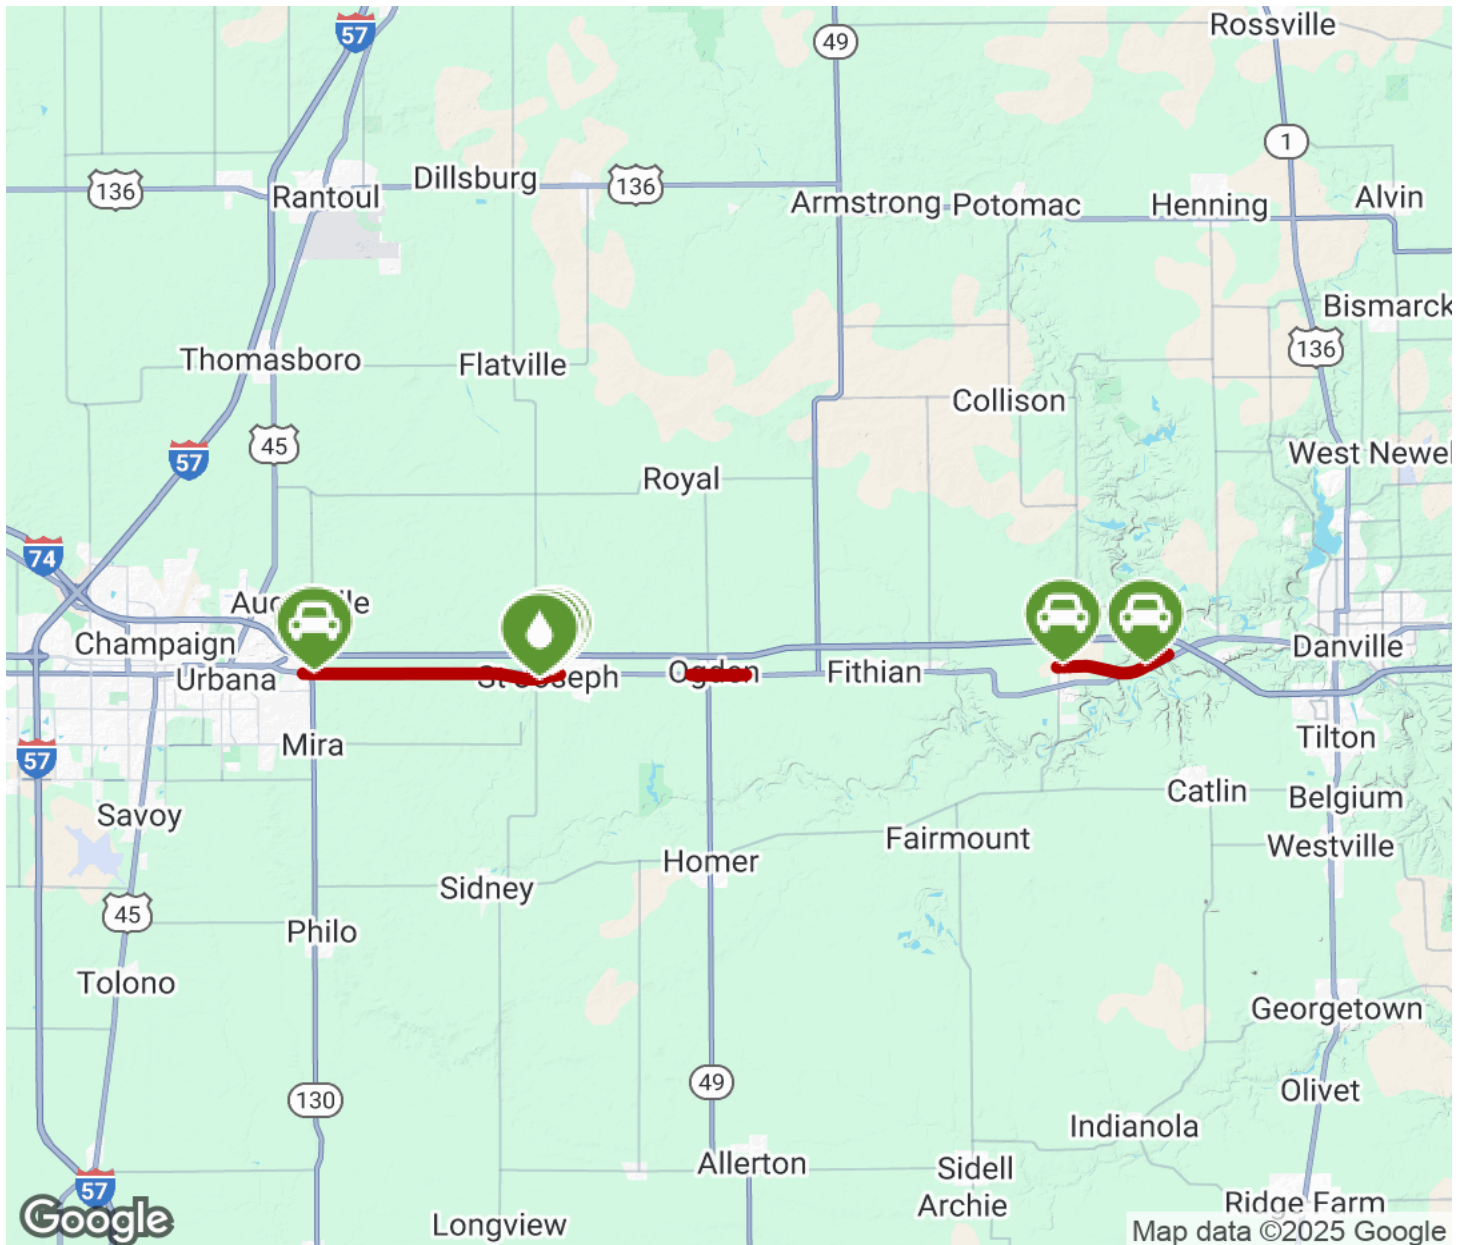 Rossville
57
49
1
136
Rantoul
Dillsburg
136
Armstrong
Potomac
Henning
Alvin
Bismarck
136
Thomasboro
Flatville
Collison
45
57
Royal
West Newel
74
Champaign
Urbana
St Joseph
Ogden
Fithian
Danville
57
Mira
Tilton
Savoy
Catlin
Belgium
Fairmount
Westville
Homer
Sidney
45
Philo
Tolono
Georgetown
49
130
Olivet
Indianola
Allerton
Sidell
57
Archie
Ridge Farm
Google
Longview
Map data ©2025 Google